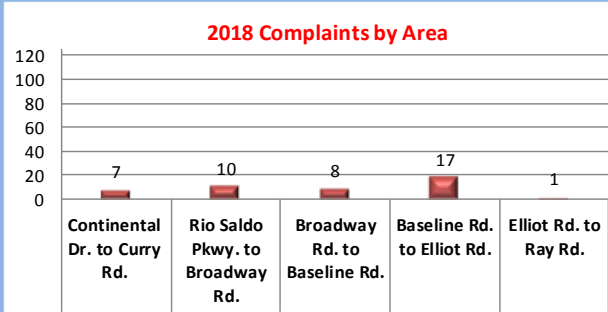 2018 Complaints by Area
120
100
80
60
40
20
0
7
10
8
17
1
Continental
Dr. to Curry
Rd.
Rio Saldo
Pkwy. to
Broadway
Rd.
Broadway
Rd. to
Baseline Rd.
Baseline Rd.
to Elliot Rd.
Elliot Rd. to
Ray Rd.